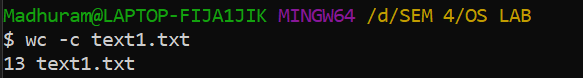 Madhuram@LAPTOP-FIJA1JIK MINGW64 /d/SEM 4/OS LAB
$ wc -c text1.txt
13 text1.txt